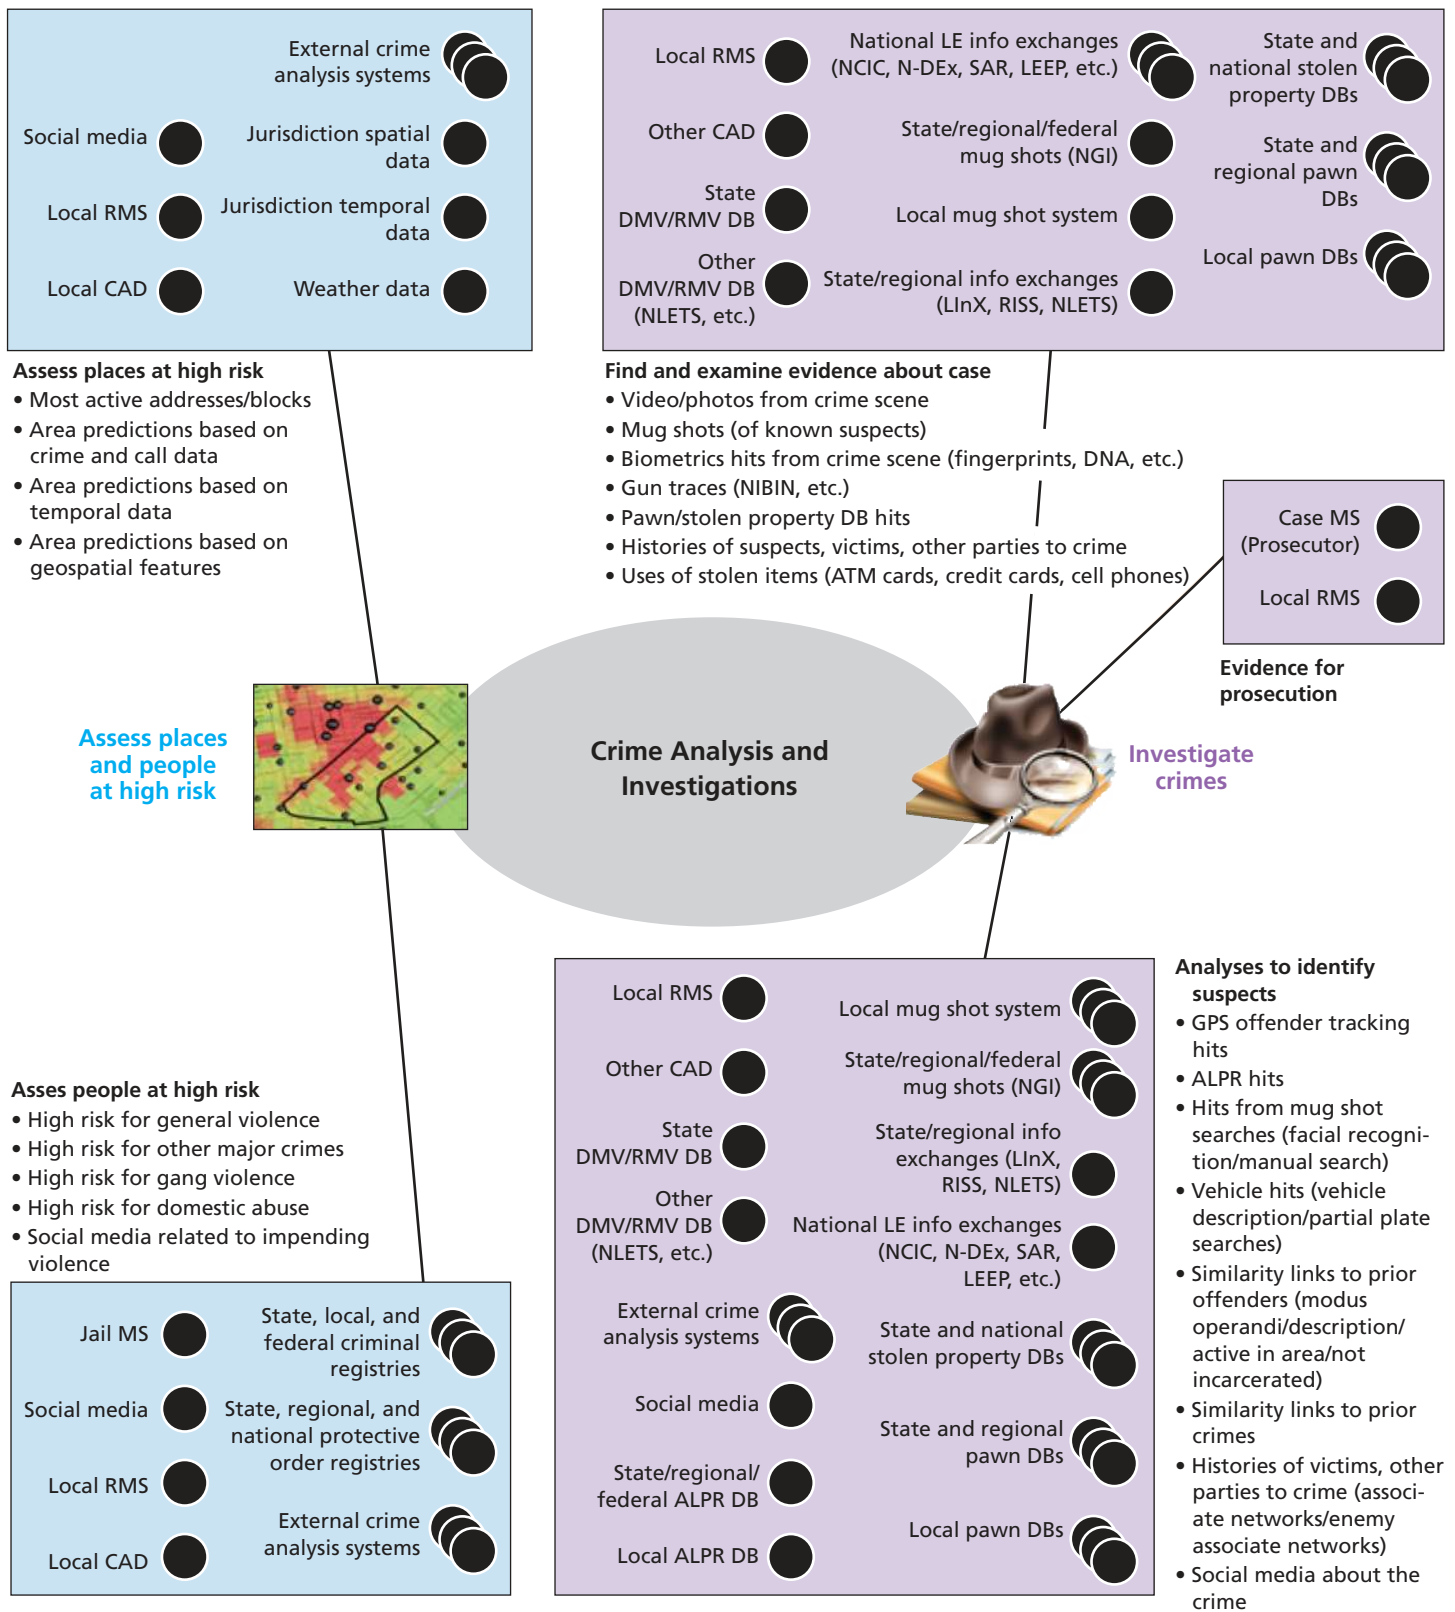 External crime
analysis systems
Social media
Jurisdiction spatial
data
Local RMS
Jurisdiction temporal
data
Local CAD
Weather data
Assess places at high risk
• Most active addresses/blocks
• Area predictions based on
crime and call data
• Area predictions based on
temporal data
• Area predictions based on
geospatial features
Local RMS
Other CAD
State
DMV/RMV DB
Other
DMV/RMV DB
(NLETS, etc.)
National LE info exchanges
(NCIC, N-DEx, SAR, LEEP, etc.)
State/regional/federal
mug shots (NGI)
Local mug shot system
State/regional info exchanges
(LInX, RISS, NLETS)
State and
national stolen
property DBs
State and
regional pawn
DBs
Local pawn DBs
Find and examine evidence about case
• Video/photos from crime scene
• Mug shots (of known suspects)
• Biometrics hits from crime scene (fingerprints, DNA, etc.)
• Gun traces (NIBIN, etc.)
• Pawn/stolen property DB hits
• Histories of suspects, victims, other parties to crime
• Uses of stolen items (ATM cards, credit cards, cell phones)
Case MS
(Prosecutor)
Local RMS
Evidence for
prosecution
Assess places
and people
at high risk
Crime Analysis and
Investigations
Investigate
crimes
Asses people at high risk
• High risk for general violence
• High risk for other major crimes
• High risk for gang violence
• High risk for domestic abuse
• Social media related to impending
violence
Jail MS
Social media
Local RMS
Local CAD
State, local, and
federal criminal
registries
State, regional, and
national protective
order registries
External crime
analysis systems
Local RMS
Other CAD
State
DMV/RMV DB
Other
DMV/RMV DB
(NLETS, etc.)
External crime
analysis systems
Social media
State/regional/
federal ALPR DB
Local ALPR DB
Local mug shot system
State/regional/federal
mug shots (NGI)
State/regional info
exchanges (LInX,
RISS, NLETS)
National LE info exchanges
(NCIC, N-DEx, SAR,
LEEP, etc.)
State and national
stolen property DBs
State and regional
pawn DBs
Local pawn DBs
Analyses to identify
suspects
• GPS offender tracking
hits
• ALPR hits
• Hits from mug shot
searches (facial recogni-
tion/manual search)
• Vehicle hits (vehicle
description/partial plate
searches)
• Similarity links to prior
offenders (modus
operandi/description/
active in area/not
incarcerated)
• Similarity links to prior
crimes
• Histories of victims, other
parties to crime (associ-
ate networks/enemy
associate networks)
• Social media about the
crime